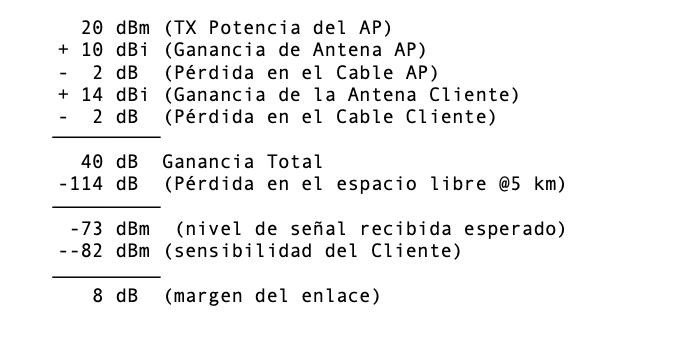 20 dBm (TX Potencia del AP)
+ 10 dBi (Ganancia de Antena AP)
- 2 dB (Pérdida en el Cable AP)
+ 14 dBi (Ganancia de la Antena Cliente)
- 2 dB (Pérdida en el Cable Cliente)
40 dB Ganancia Total
-114 dB (Pérdida en el espacio libre @5 km)
-73 dBm (nivel de señal recibida esperado)
--82 dBm (sensibilidad del Cliente)
8 dB (margen del enlace)